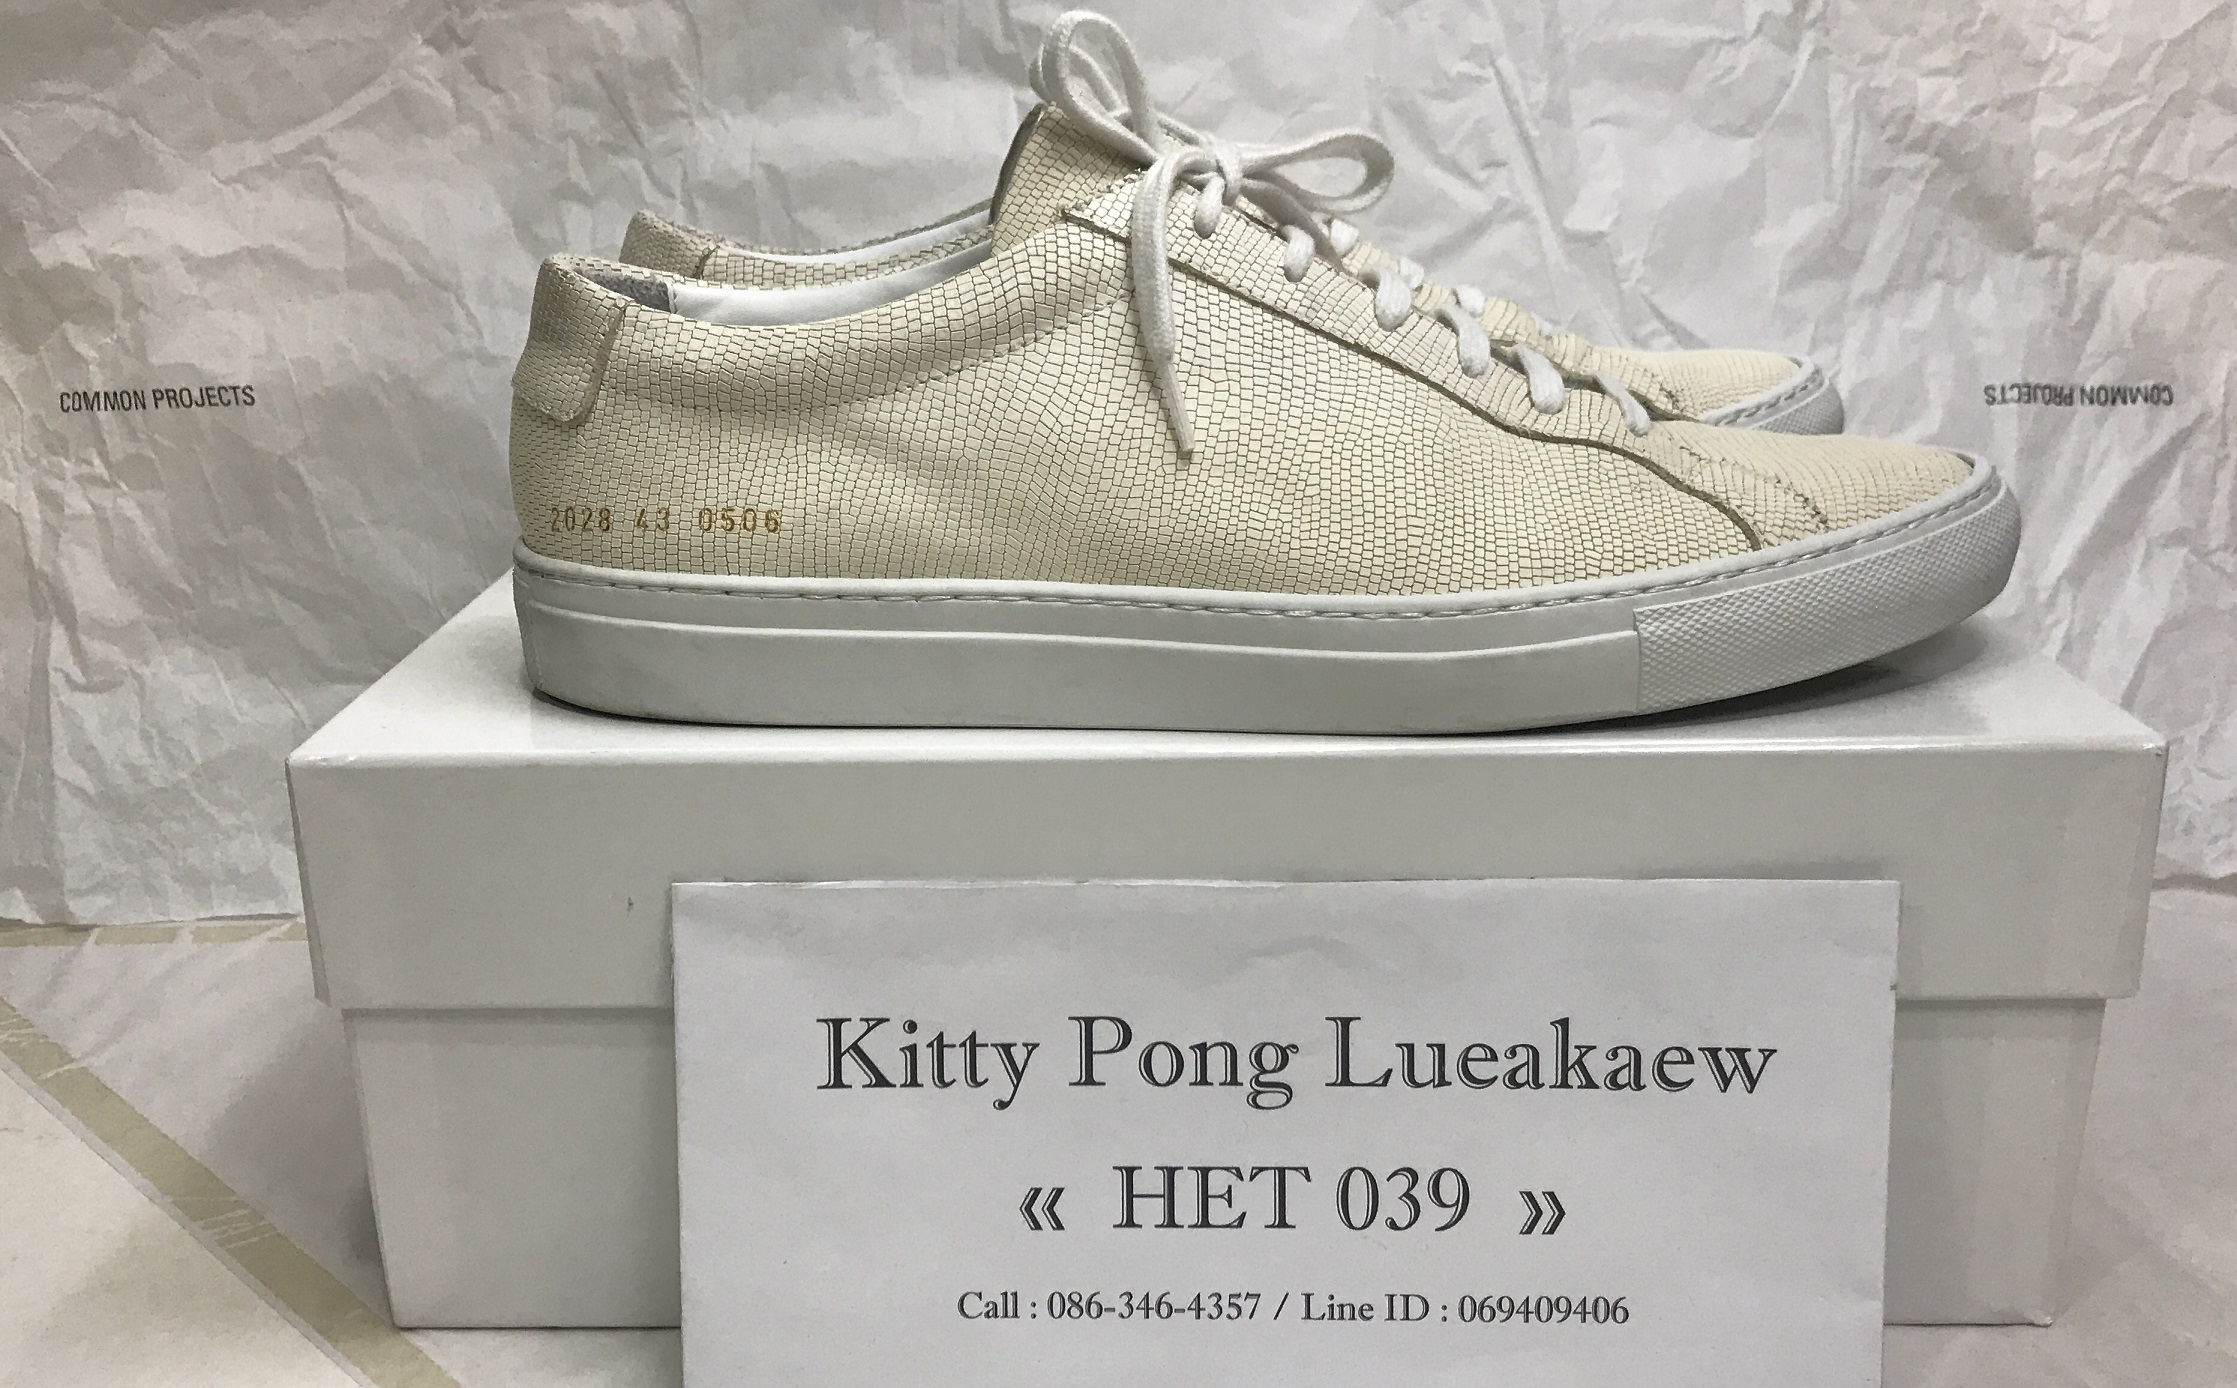 COMMON PROJECTS
COMMON PROJECTS
2028 43 0506
Kitty Pong Lueakaew
« HET 039 »
Call : 086-346-4357 / Line ID : 069409406